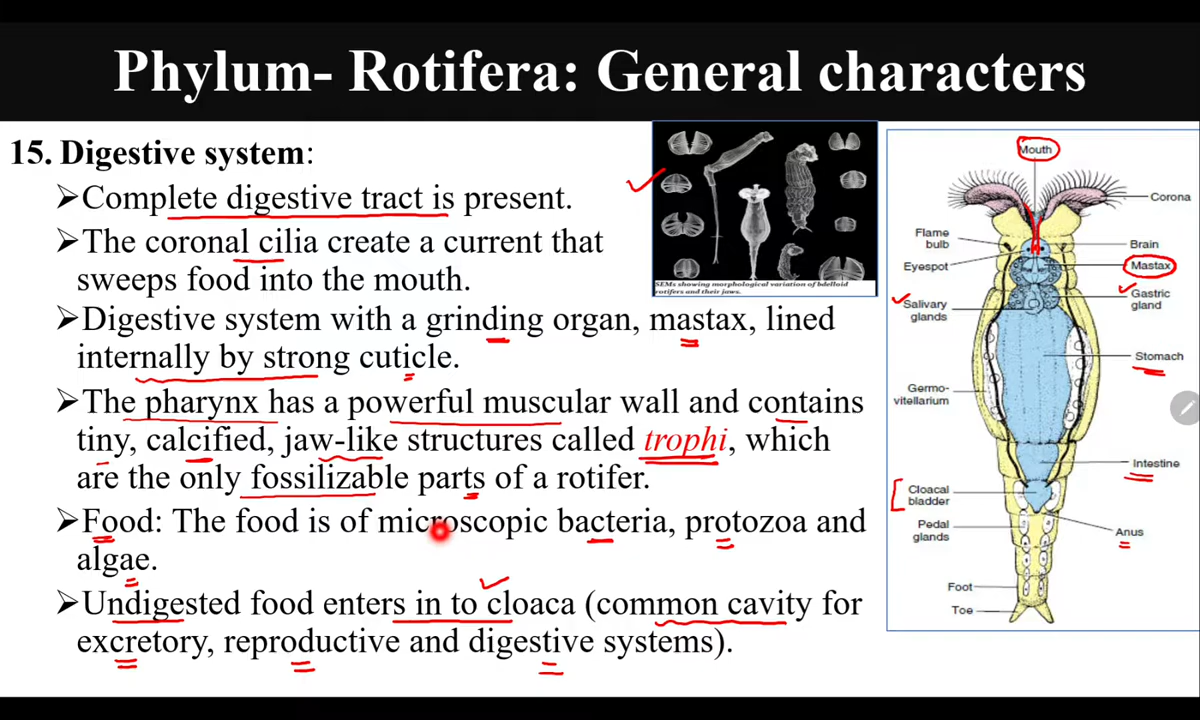 Phylum- Rotifera: General characters
15. Digestive system:
➢Complete digestive tract is present.
➢The coronal cilia create a current that
sweeps food into the mouth.
➢Digestive system with a grinding organ, mastax, lined
internally by strong cuticle.
➢The pharynx has a powerful muscular wall and contains
tiny, calcified, jaw-like structures called trophi, which
are the only fossilizable parts of a rotifer.
➢Food: The food is of microscopic bacteria, protozoa and
algae.
➢Undigested food enters in to cloaca (common cavity for
excretory, reproductive and digestive systems).
SEMs showing morphological variation of bdelloid
rotifers and their jaws.
Mouth
Corona
Flame
bulb
Brain
Eyespot
Mastax
Salivary
glands
Gastric
gland
Stomach
Germo-
vitellarium
Intestine
Cloacal
bladder
Pedal
glands
Anus
Foot
Toe